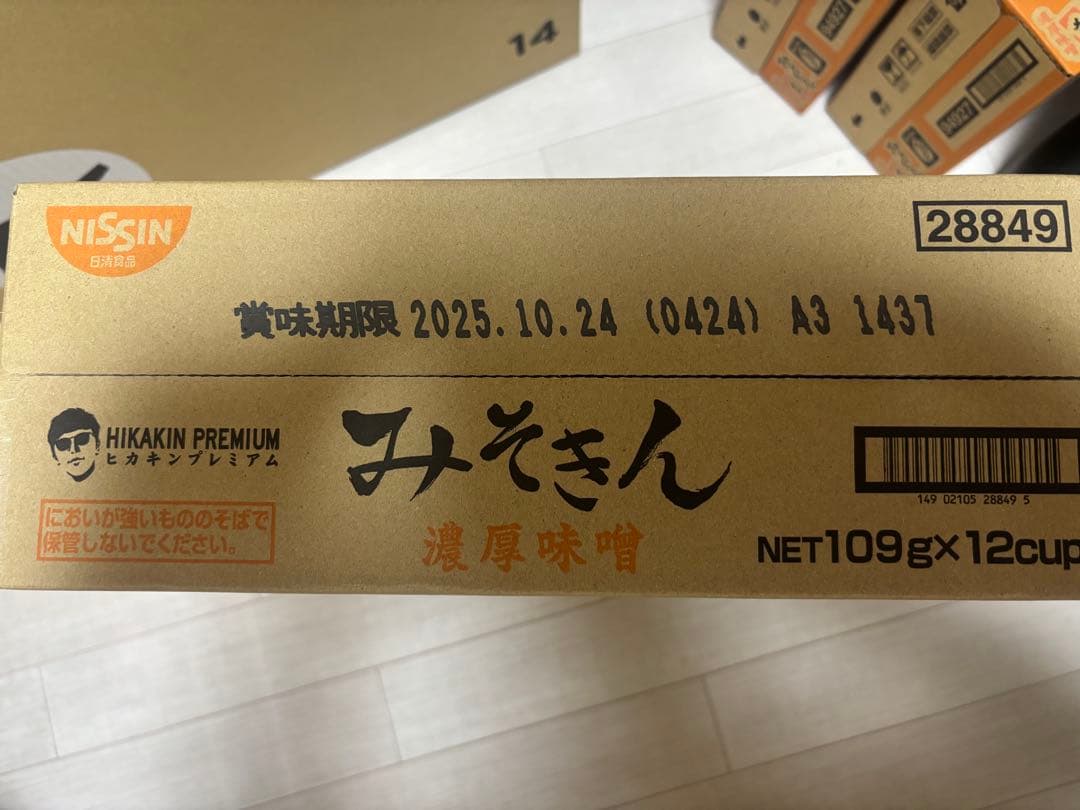 14
04927
04927
NISSIN
日清食品
28849
賞味期限 2025.10.24 (0424) A3 1437
HIKAKIN PREMIUM
ヒカキンプレミアム
みそきん
濃厚味噌
においが強いもののそばで
保管しないでください。
149 02105 28849 5
NET109g×12cup